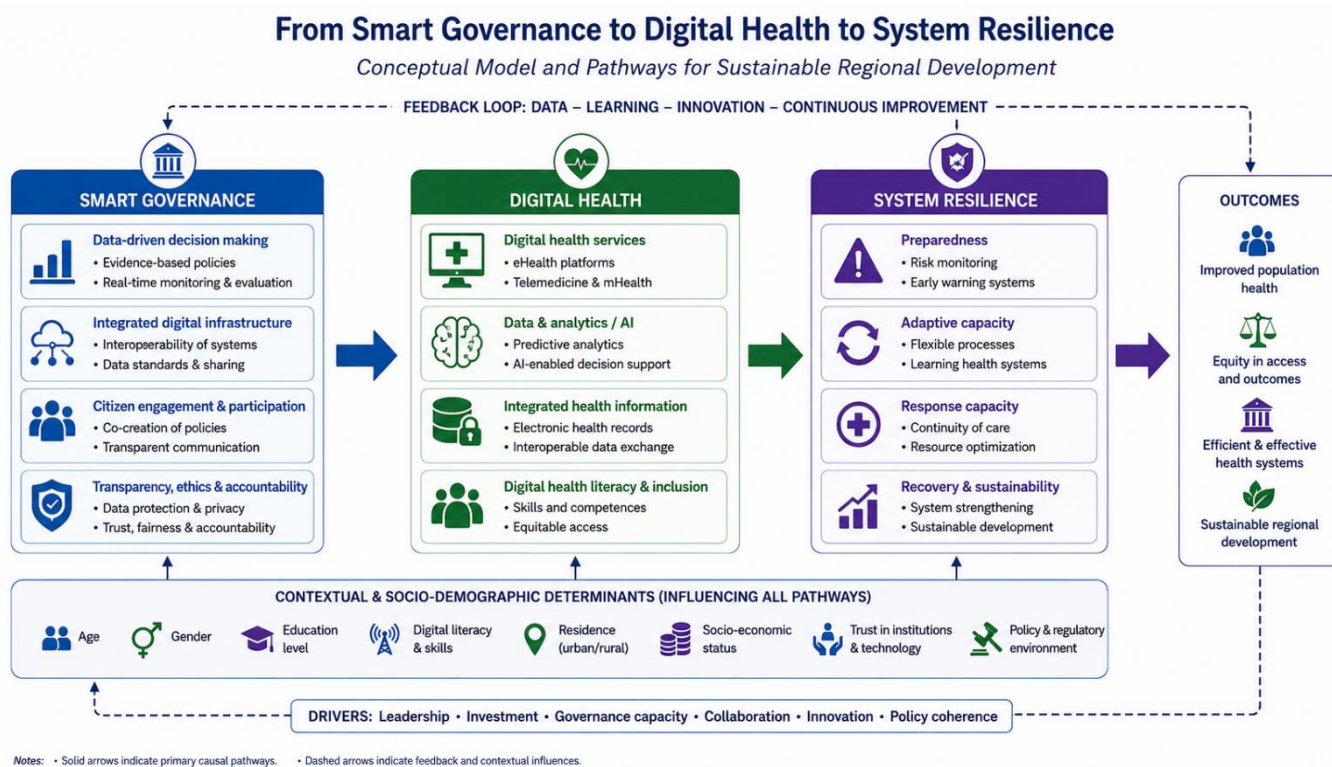 From Smart Governance to Digital Health to System Resilience
Conceptual Model and Pathways for Sustainable Regional Development
FEEDBACK LOOP: DATA – LEARNING – INNOVATION – CONTINUOUS IMPROVEMENT
SMART GOVERNANCE
Data-driven decision making
• Evidence-based policies
• Real-time monitoring & evaluation
Integrated digital infrastructure
• Interopseerability of systems
• Data standards & sharing
Citizen engagement & participation
• Co-creation of policies
• Transparent communication
Transparency, ethics & accountability
• Data protection & privacy
• Trust, fairness & accountability
DIGITAL HEALTH
Digital health services
• eHealth platforms
• Telemedicine & mHealth
Data & analytics / AI
• Predictive analytics
• AI-enabled decision support
Integrated health information
• Electronic health records
• Interoperable data exchange
Digital health literacy & inclusion
• Skills and competences
• Equitable access
SYSTEM RESILIENCE
Preparedness
• Risk monitoring
• Early warning systems
Adaptive capacity
• Flexible processes
• Learning health systems
Response capacity
• Continuity of care
• Resource optimization
Recovery & sustainability
• System strengthening
• Sustainable development
OUTCOMES
Improved population
health
Equity in access
and outcomes
Efficient & effective
health systems
Sustainable regional
development
CONTEXTUAL & SOCIO-DEMOGRAPHIC DETERMINANTS (INFLUENCING ALL PATHWAYS)
Age
Gender
Education
level
Digital literacy
& skills
Residence
(urban/rural)
Socio-economic
status
Trust in institutions
& technology
Policy & regulatory
environment
DRIVERS: Leadership • Investment • Governance capacity • Collaboration • Innovation • Policy coherence
Notes: • Solid arrows indicate primary causal pathways. • Dashed arrows indicate feedback and contextual influences.